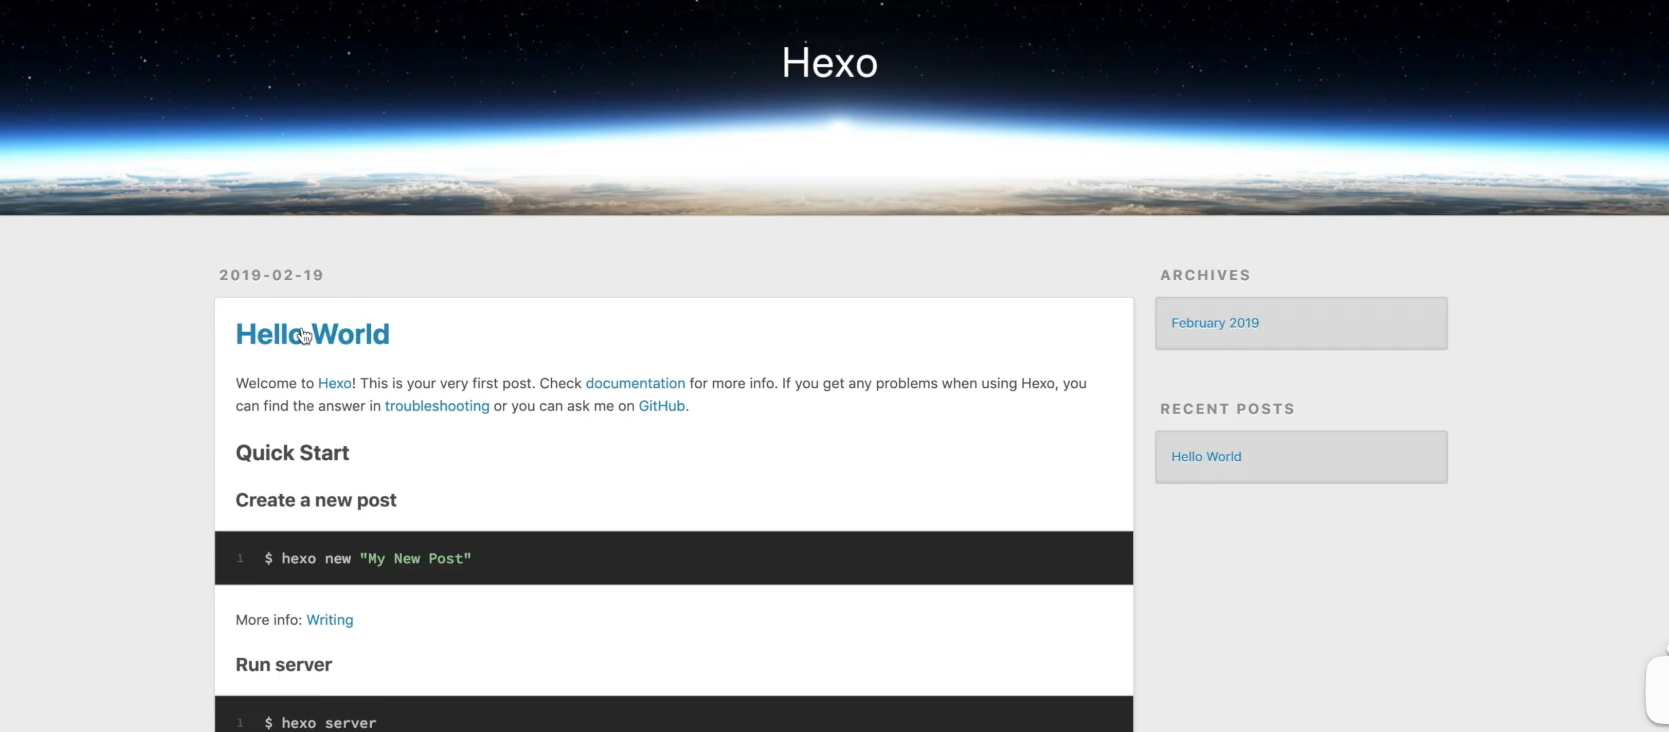 Hexo
2019-02-19
Hello World
Welcome to Hexo! This is your very first post. Check documentation for more info. If you get any problems when using Hexo, you
can find the answer in troubleshooting or you can ask me on GitHub.
Quick Start
Create a new post
1 $ hexo new "My New Post"
More info: Writing
Run server
1 $ hexo server
ARCHIVES
February 2019
RECENT POSTS
Hello World